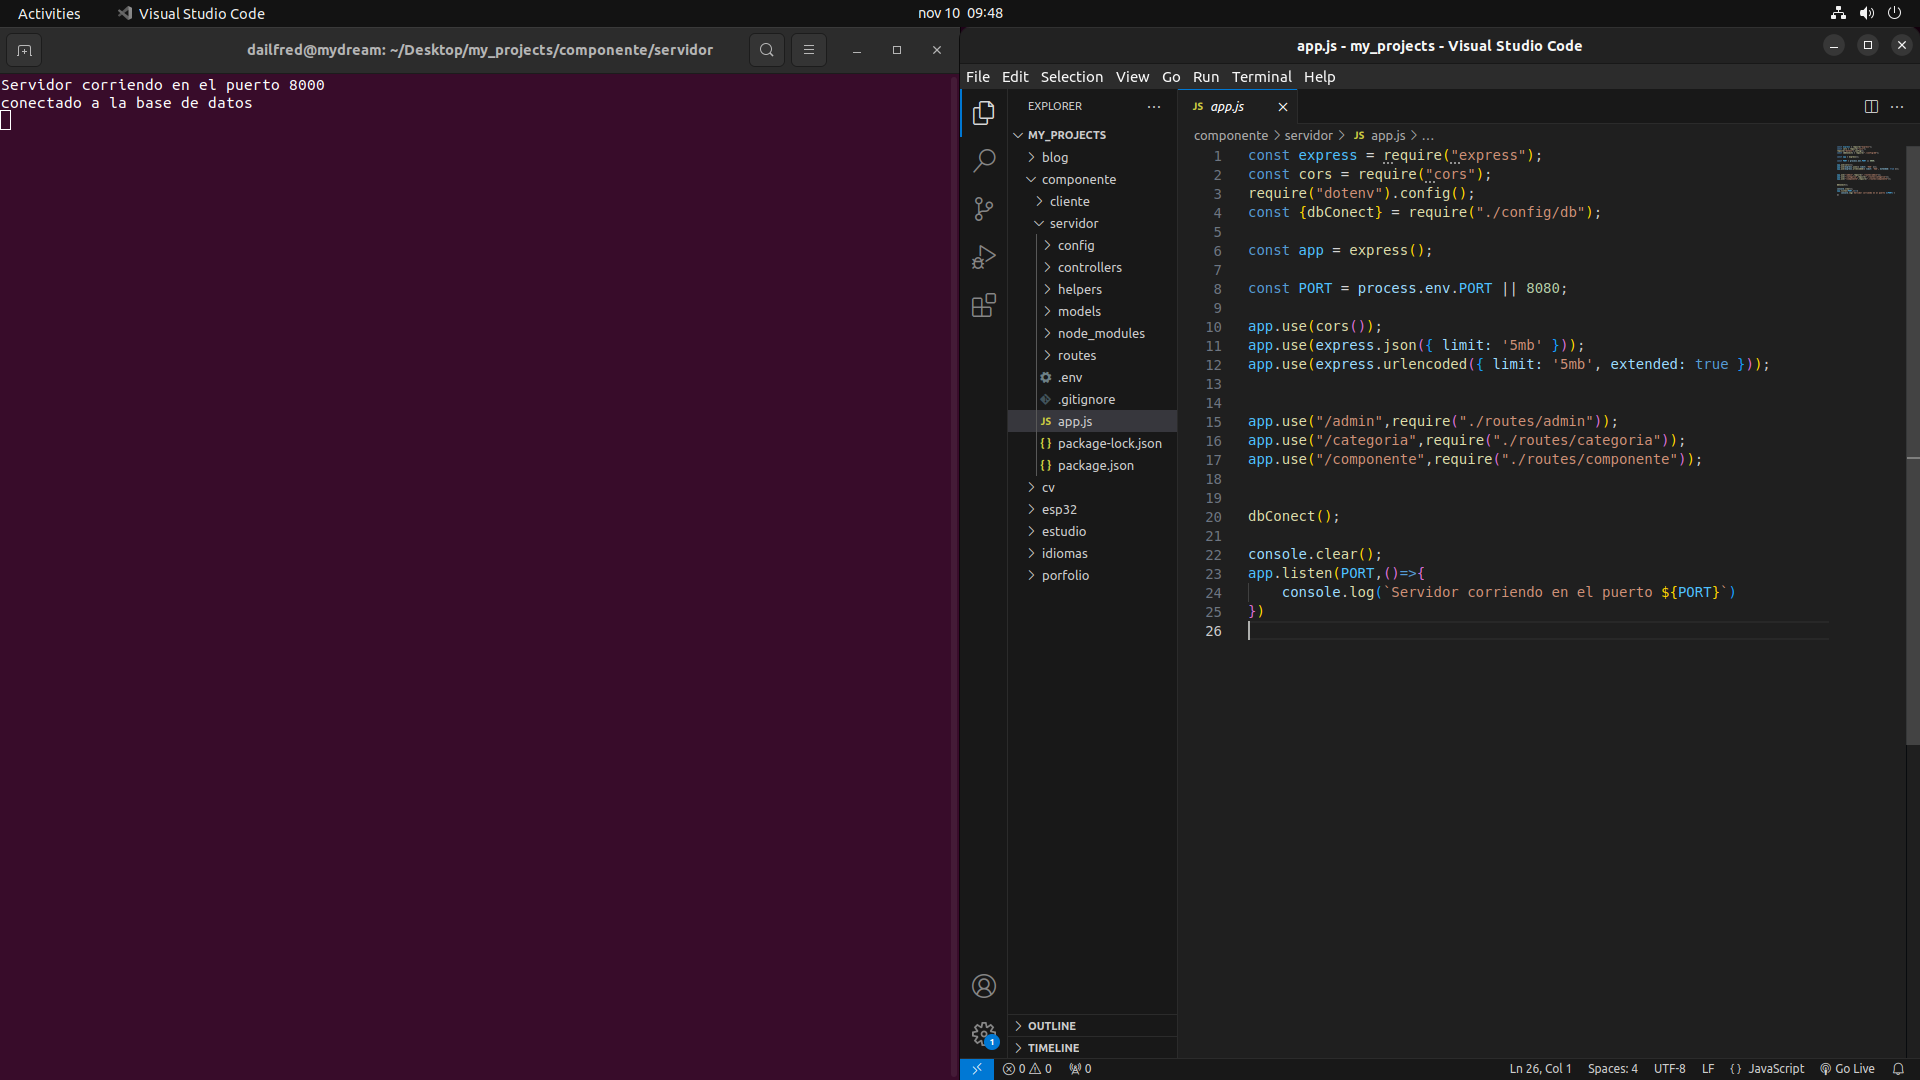 Activities
Visual Studio Code
nov 10 09:48
dailfred@mydream: ~/Desktop/my_projects/componente/servidor
Servidor corriendo en el puerto 8000
conectado a la base de datos
app.js - my_projects - Visual Studio Code
File Edit Selection View Go Run Terminal Help
EXPLORER
MY_PROJECTS
blog
componente
cliente
servidor
config
controllers
helpers
models
node_modules
routes
.env
.gitignore
JS app.js
{} package-lock.json
{} package.json
cv
esp32
estudio
idiomas
porfolio
OUTLINE
TIMELINE
JS app.js
componente > servidor > JS app.js > ...
1 const express = require("express");
2 const cors = require("cors");
3 require("dotenv").config();
4 const {dbConect} = require("./config/db");
5
6 const app = express();
7
8 const PORT = process.env.PORT || 8080;
9
10 app.use(cors());
11 app.use(express.json({ limit: '5mb' }));
12 app.use(express.urlencoded({ limit: '5mb', extended: true }));
13
14
15 app.use("/admin",require("./routes/admin"));
16 app.use("/categoria",require("./routes/categoria"));
17 app.use("/componente",require("./routes/componente"));
18
19
20 dbConect();
21
22 console.clear();
23 app.listen(PORT,()=>{
24     console.log(`Servidor corriendo en el puerto ${PORT}`)
25 })
26
1
0 0 0
Ln 26, Col 1 Spaces: 4 UTF-8 LF {} JavaScript Go Live